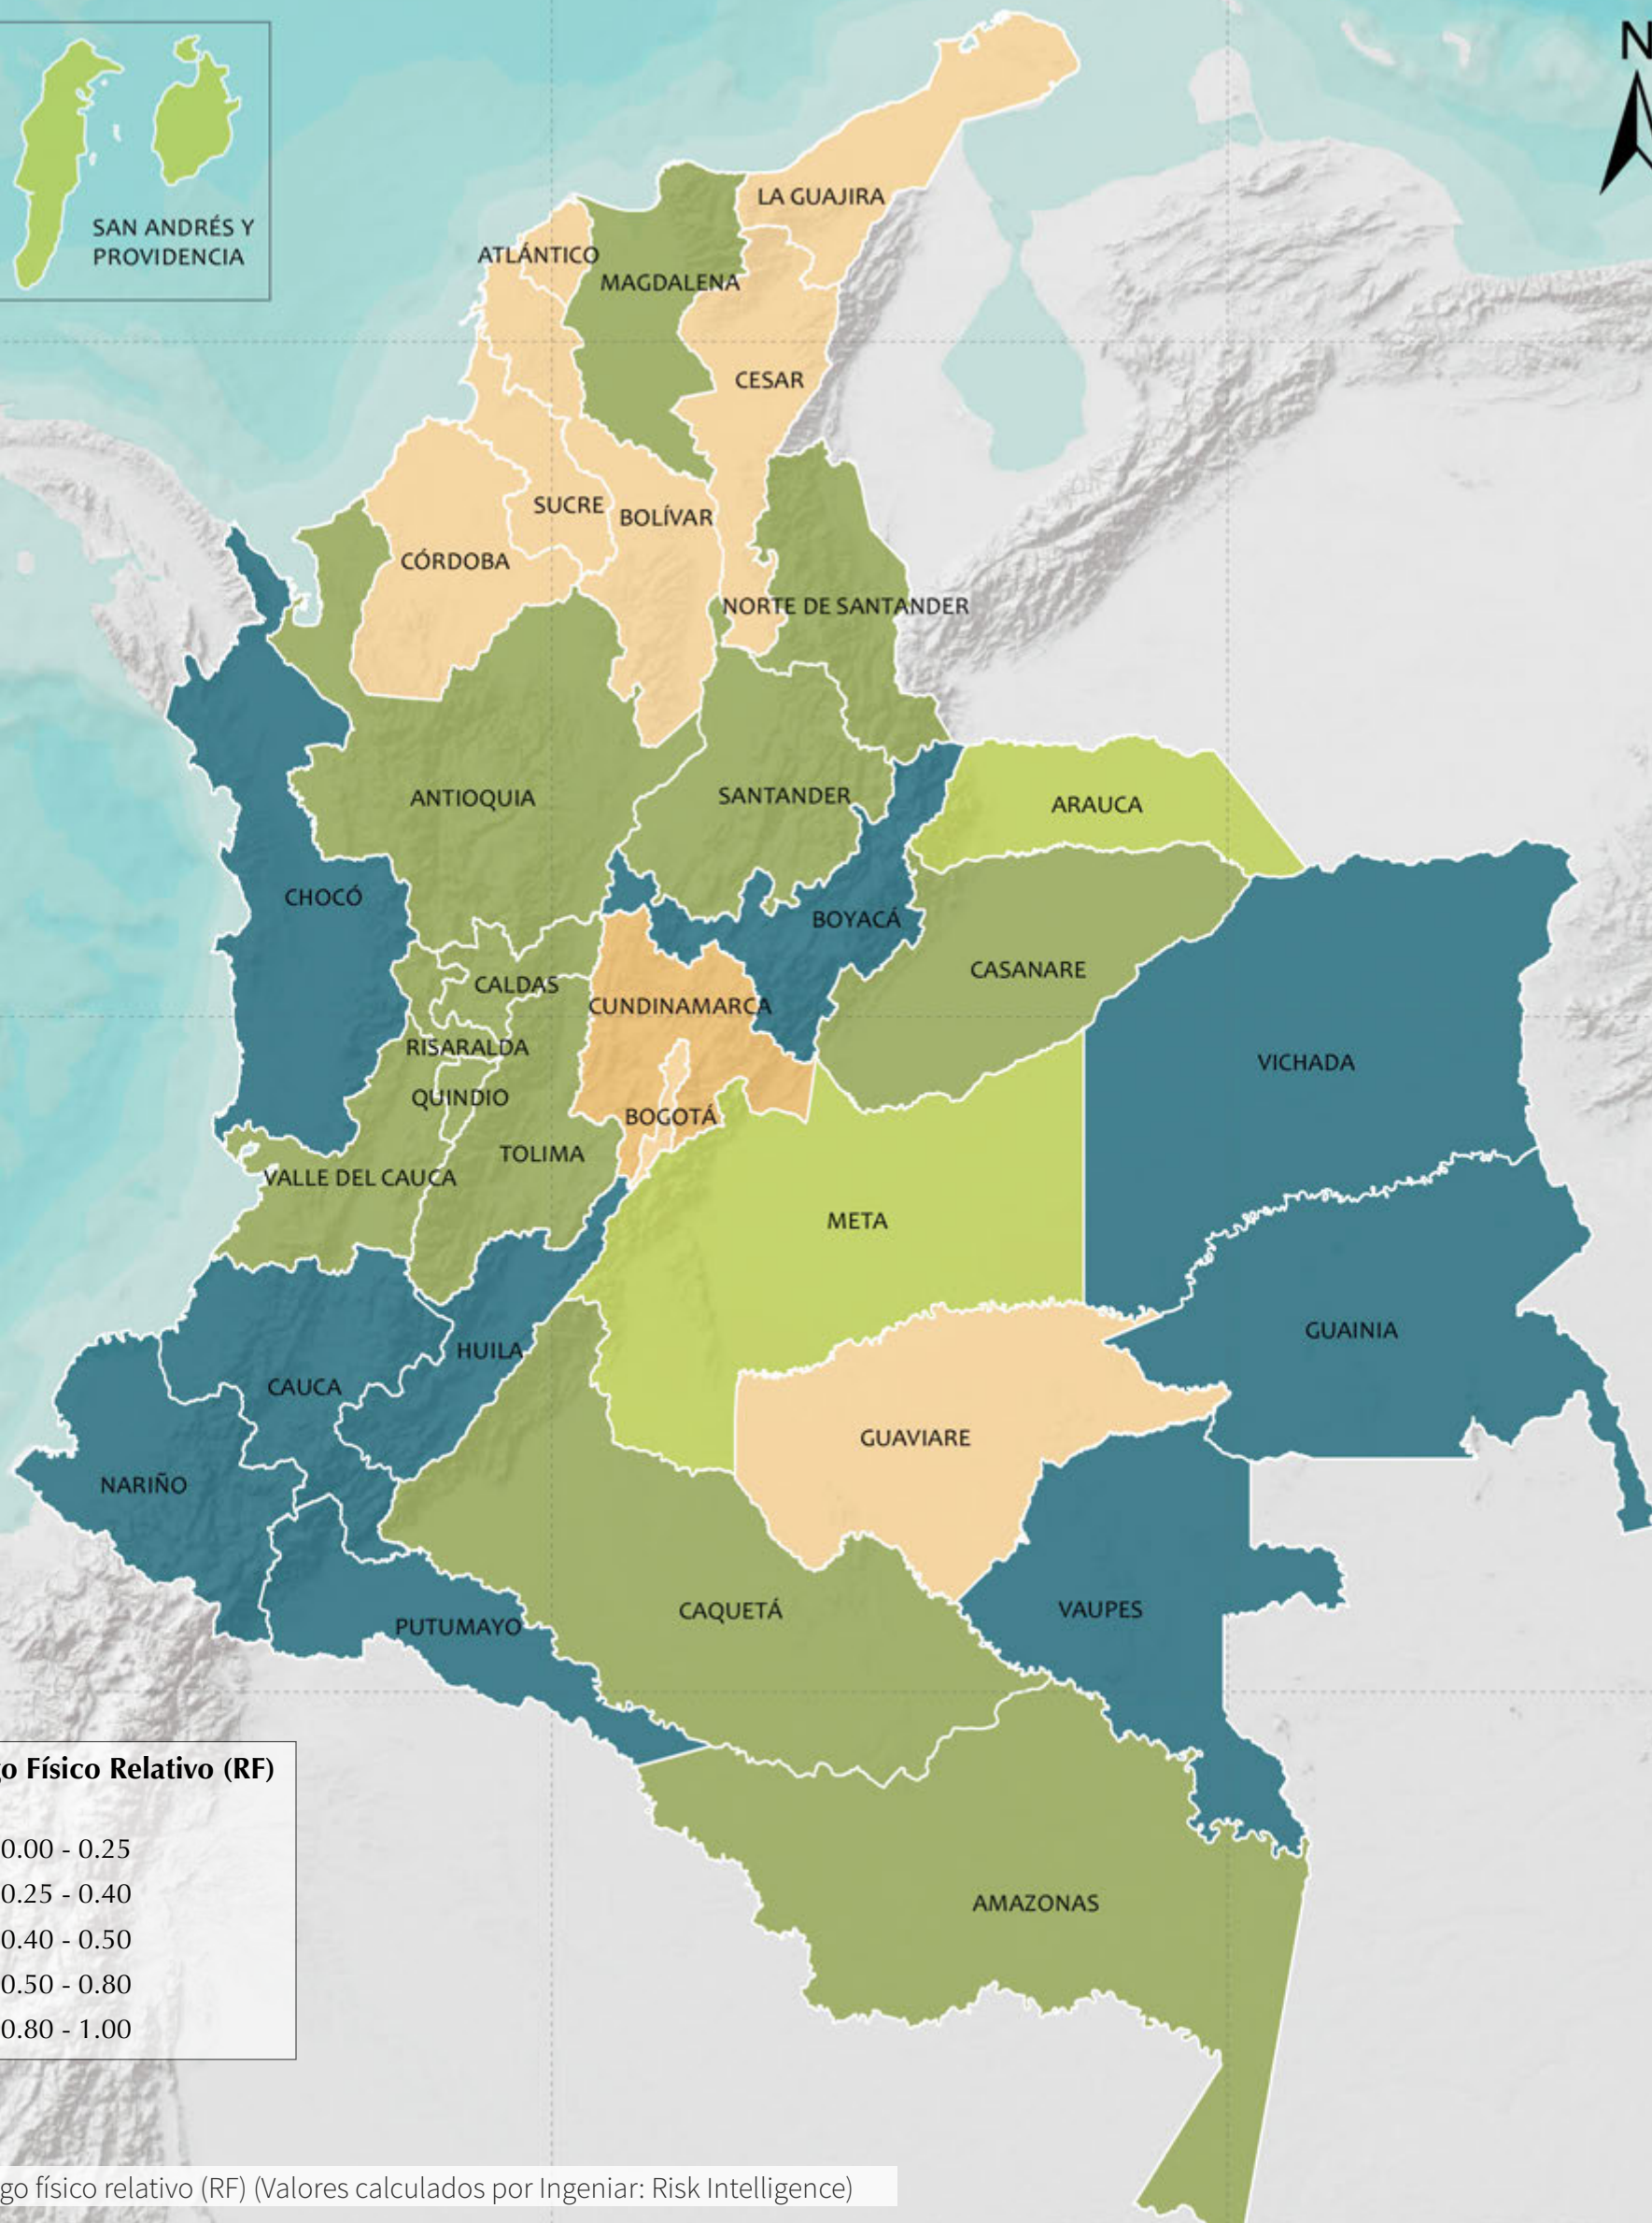 N
SAN ANDRÉS Y
PROVIDENCIA
LA GUAJIRA
ATLÁNTICO
MAGDALENA
CESAR
SUCRE
BOLÍVAR
CÓRDOBA
NORTE DE SANTANDER
ANTIOQUIA
SANTANDER
ARAUCA
CHOCÓ
BOYACÁ
CASANARE
CALDAS
CUNDINAMARCA
RISARALDA
VICHADA
QUINDIO
BOGOTÁ
TOLIMA
VALLE DEL CAUCA
META
GUAINIA
HUILA
CAUCA
GUAVIARE
NARIÑO
CAQUETÁ
VAUPES
PUTUMAYO
go Físico Relativo (RF)
0.00 - 0.25
0.25 - 0.40
0.40 - 0.50
0.50 - 0.80
0.80 - 1.00
AMAZONAS
go físico relativo (RF) (Valores calculados por Ingeniar: Risk Intelligence)